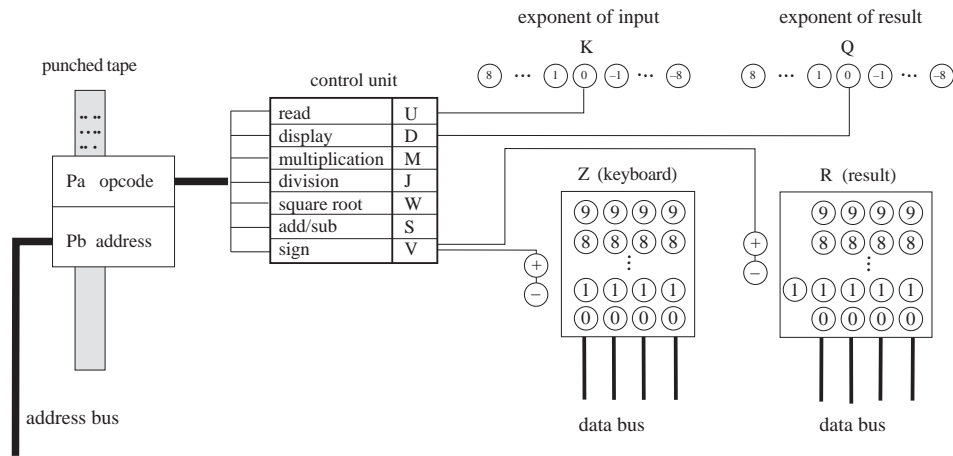 exponent of input
exponent of result
K
Q
8 ··· 1 0 –1 ··· –8
8 ··· 1 0 –1 ··· –8
punched tape
control unit
read U
display D
multiplication M
division J
square root W
add/sub S
sign V
Pa opcode
Pb address
Z (keyboard)
R (result)
+
–
+
–
9 9 9 9
8 8 8 8
⋮
1 1 1 1
0 0 0 0
9 9 9 9
8 8 8 8
⋮
1 1 1 1 1
0 0 0 0
address bus
data bus
data bus